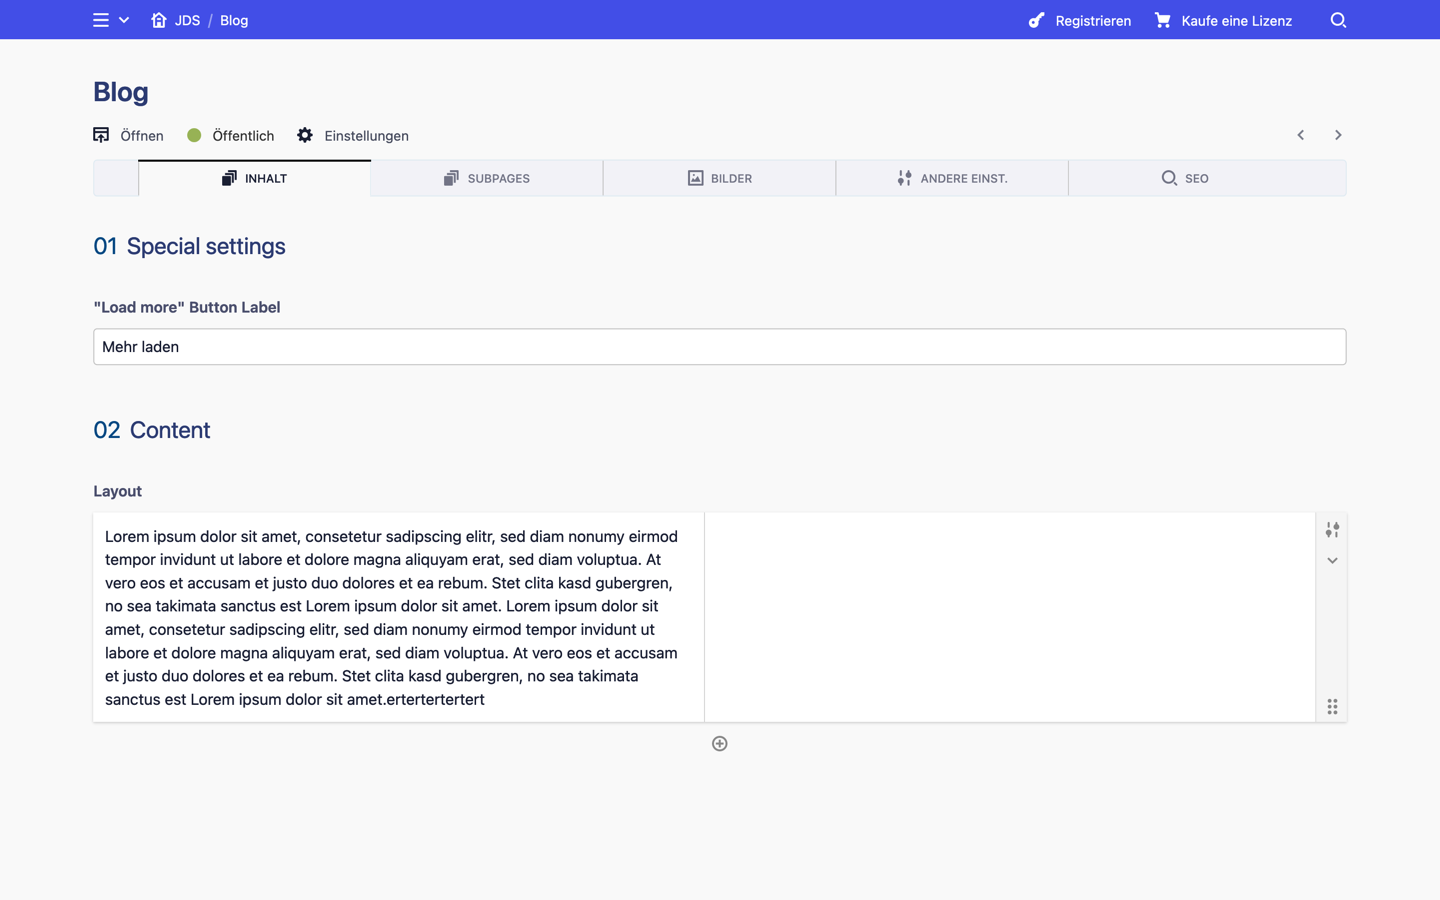 JDS / Blog
Registrieren
Kaufe eine Lizenz
Blog
Öffnen
Öffentlich
Einstellungen
INHALT
SUBPAGES
BILDER
ANDERE EINST.
SEO
01 Special settings
"Load more" Button Label
Mehr laden
02 Content
Layout
Lorem ipsum dolor sit amet, consetetur sadipscing elitr, sed diam nonumy eirmod
tempor invidunt ut labore et dolore magna aliquyam erat, sed diam voluptua. At
vero eos et accusam et justo duo dolores et ea rebum. Stet clita kasd gubergren,
no sea takimata sanctus est Lorem ipsum dolor sit amet. Lorem ipsum dolor sit
amet, consetetur sadipscing elitr, sed diam nonumy eirmod tempor invidunt ut
labore et dolore magna aliquyam erat, sed diam voluptua. At vero eos et accusam
et justo duo dolores et ea rebum. Stet clita kasd gubergren, no sea takimata
sanctus est Lorem ipsum dolor sit amet.ertertertertert